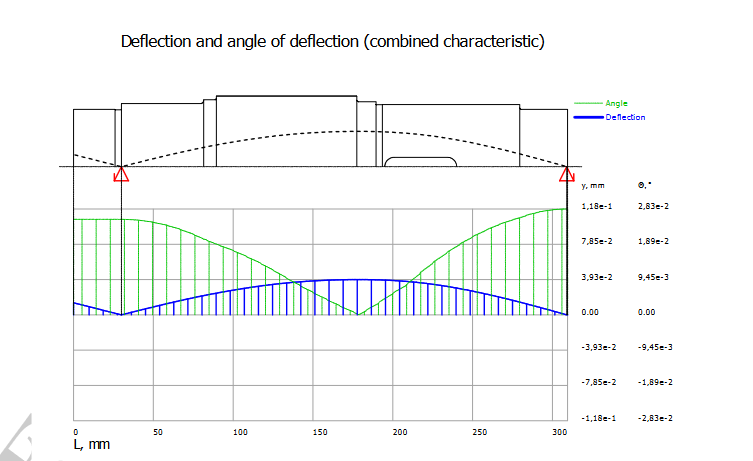 Deflection and angle of deflection (combined characteristic)
Angle
Deflection
y, mm Θ,°
1,18e-1 2,83e-2
7,85e-2 1,89e-2
3,93e-2 9,45e-3
0.00 0.00
-3,93e-2 -9,45e-3
-7,85e-2 -1,89e-2
-1,18e-1 -2,83e-2
0 50 100 150 200 250 300
L, mm